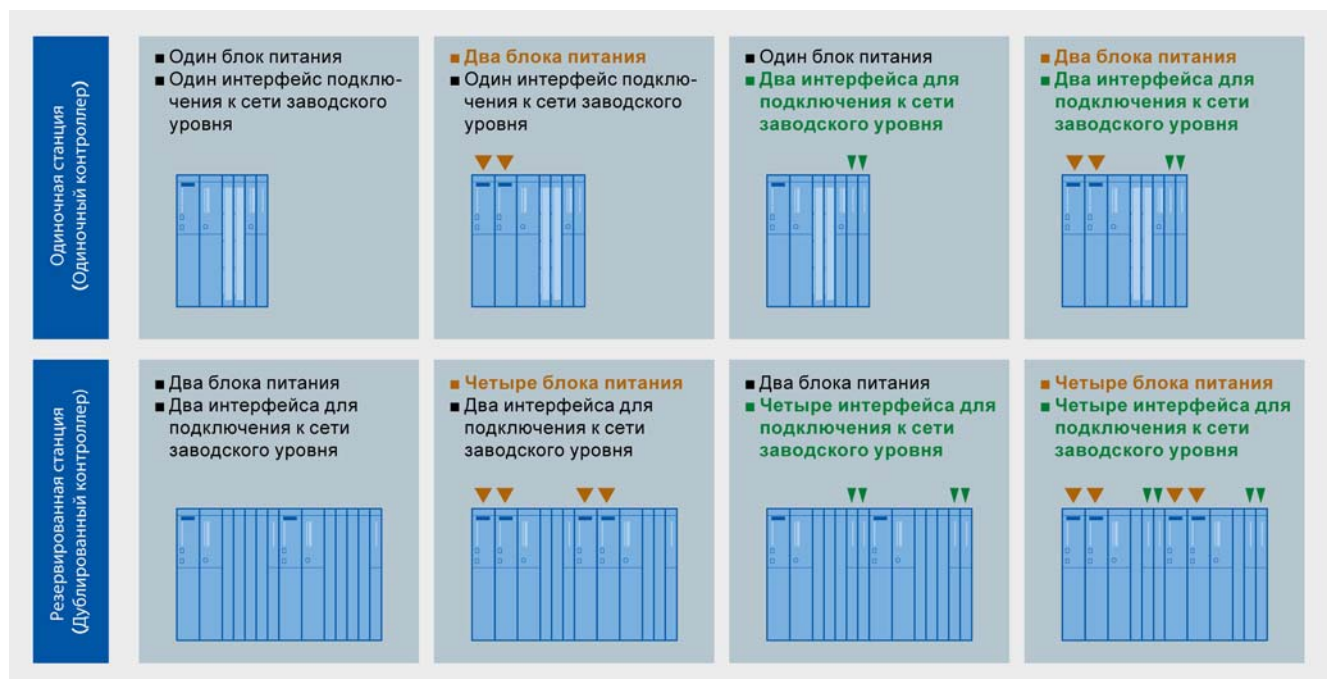 Одиночная станция
(Одиночный контроллер)
■ Один блок питания
■ Один интерфейс подклю-
чения к сети заводского
уровня
■ Два блока питания
■ Один интерфейс подклю-
чения к сети заводского
уровня
■ Один блок питания
■ Два интерфейса для
подключения к сети
заводского уровня
■ Два блока питания
■ Два интерфейса для
подключения к сети
заводского уровня
Резервированная станция
(Дублированный контроллер)
■ Два блока питания
■ Два интерфейса для
подключения к сети
заводского уровня
■ Четыре блока питания
■ Два интерфейса для
подключения к сети
заводского уровня
■ Два блока питания
■ Четыре интерфейса для
подключения к сети
заводского уровня
■ Четыре блока питания
■ Четыре интерфейса для
подключения к сети
заводского уровня